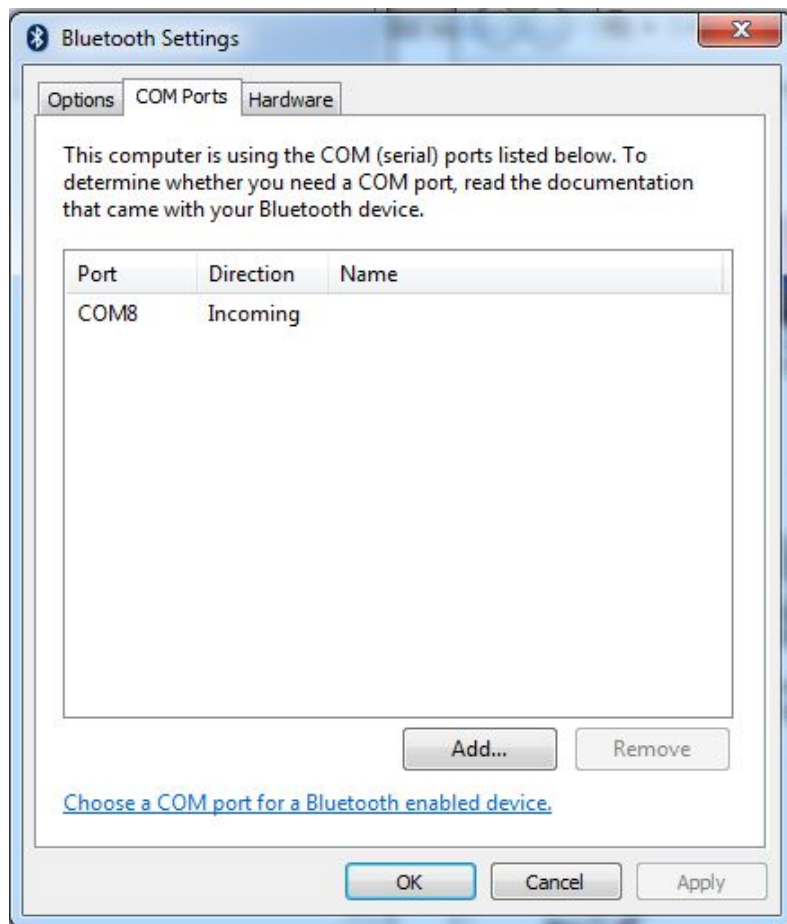 Bluetooth Settings
Options COM Ports Hardware
This computer is using the COM (serial) ports listed below. To
determine whether you need a COM port, read the documentation
that came with your Bluetooth device.
Port Direction Name
COM8 Incoming
Add... Remove
Choose a COM port for a Bluetooth enabled device.
OK Cancel Apply